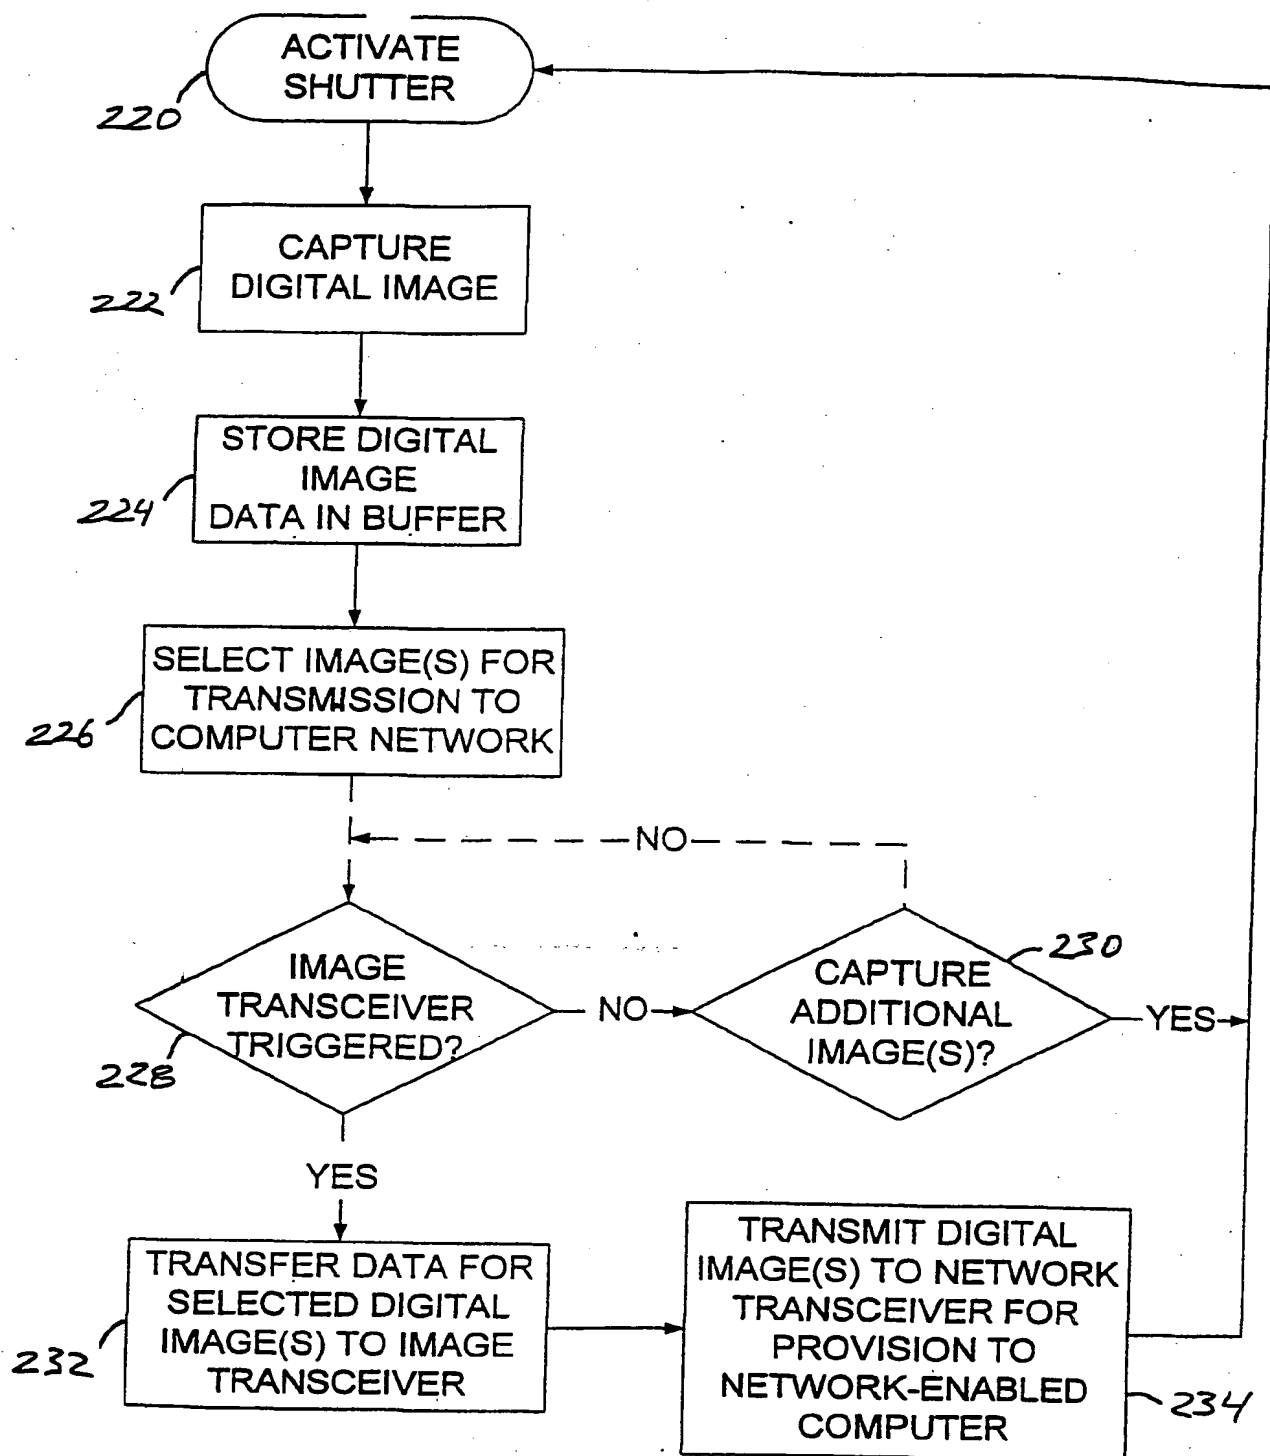 ACTIVATE
SHUTTER
220
CAPTURE
DIGITAL IMAGE
222
STORE DIGITAL
IMAGE
DATA IN BUFFER
224
SELECT IMAGE(S) FOR
TRANSMISSION TO
COMPUTER NETWORK
226
NO
IMAGE
TRANSCEIVER
TRIGGERED?
228
NO
CAPTURE
ADDITIONAL
IMAGE(S)?
230
YES
YES
TRANSFER DATA FOR
SELECTED DIGITAL
IMAGE(S) TO IMAGE
TRANSCEIVER
232
TRANSMIT DIGITAL
IMAGE(S) TO NETWORK
TRANSCEIVER FOR
PROVISION TO
NETWORK-ENABLED
COMPUTER
234